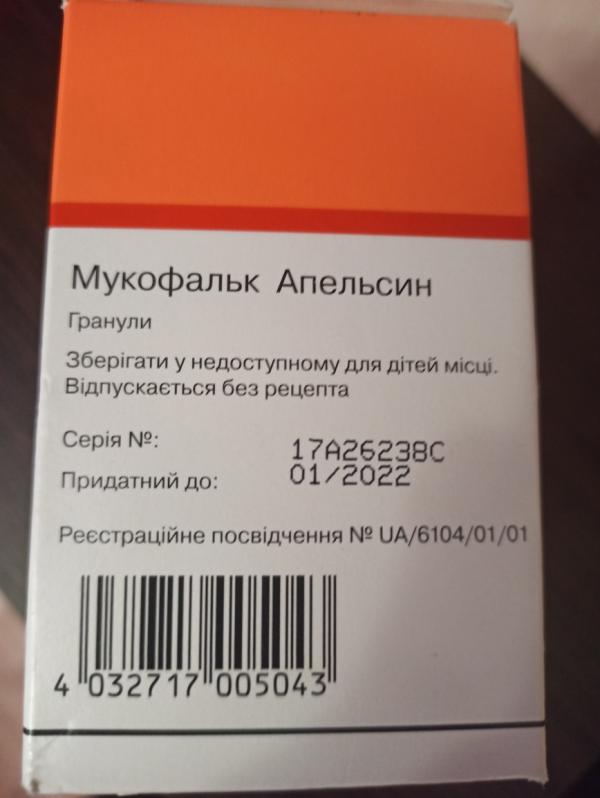 Мукофальк Апельсин
Гранули
Зберігати у недоступному для дітей місці.
Відпускається без рецепта
Серія №: 17A26238C
Придатний до: 01/2022
Реєстраційне посвідчення № UA/6104/01/01
4 032717 005043